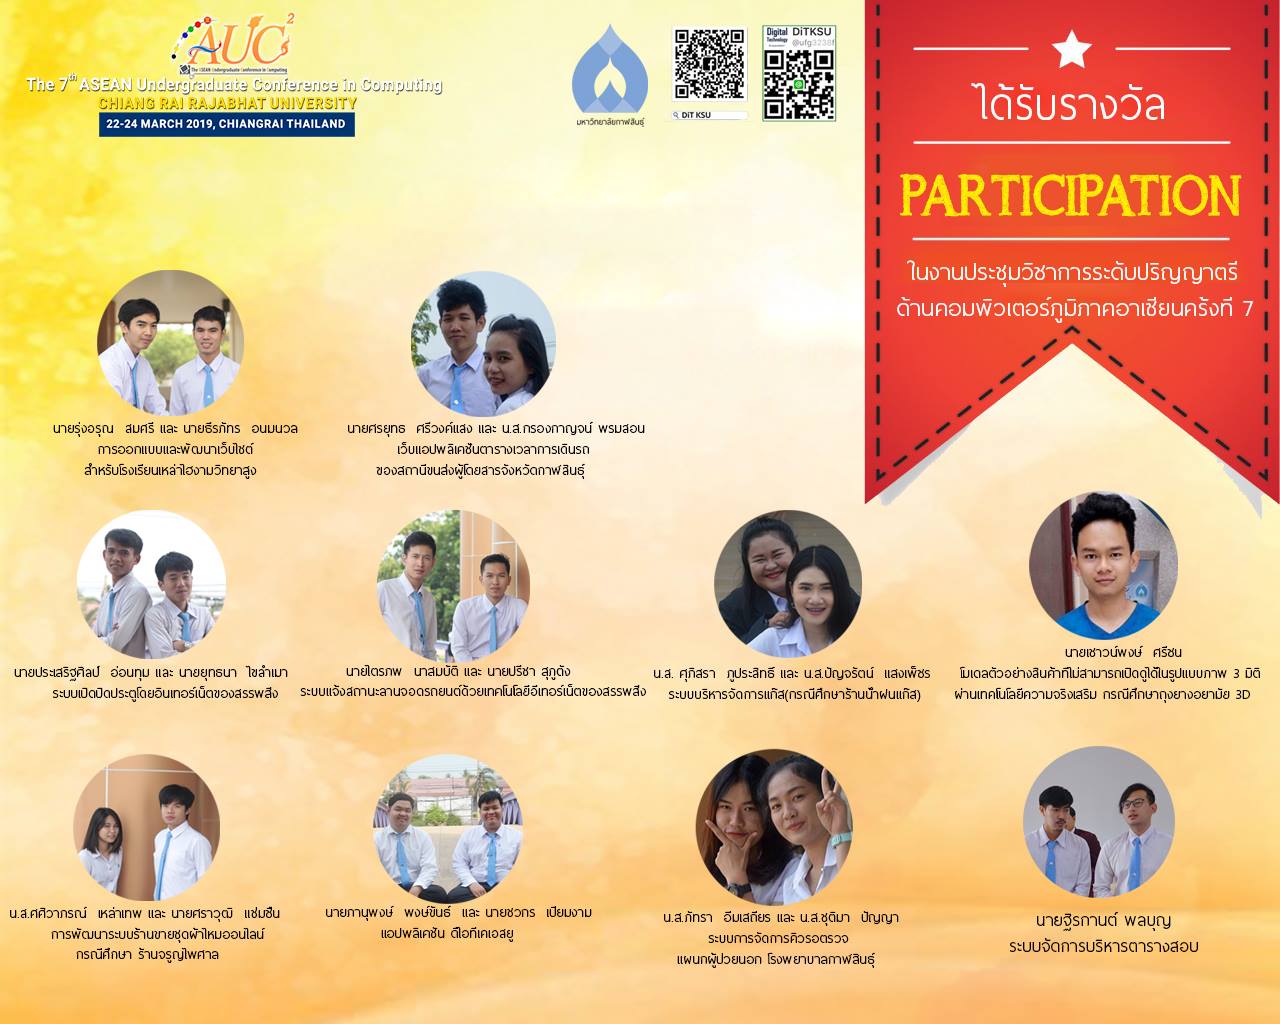 AUC2
The ASEAN Undergraduate Conference in Computing
The 7th ASEAN Undergraduate Conference in Computing
CHIANG RAI RAJABHAT UNIVERSITY
22-24 MARCH 2019, CHIANGRAI THAILAND
มหาวิทยาลัยกาฬสินธุ์
DiT KSU
Digital Technology DiTKSU
@ufg3238f
ได้รับรางวัล
PARTICIPATION
ในงานประชุมวิชาการระดับปริญญาตรี
ด้านคอมพิวเตอร์ภูมิภาคอาเซียนครั้งที่ 7
นายรุ่งอรุณ สมศรี และ นายธีรภัทร อนมนวล
การออกแบบและพัฒนาเว็บไซต์
สำหรับโรงเรียนเหล่าไฮงามวิทยาสูง
นายศรยุทธ ศรีวงค์แสง และ น.ส.กรองกาญจน์ พรมสอน
เว็บแอปพลิเคชันตารางเวลาการเดินรถ
ของสถานีขนส่งผู้โดยสารจังหวัดกาฬสินธุ์
นายประเสริฐศิลป์ อ่อนทุม และ นายยุทธนา ไขลำเมา
ระบบเปิดปิดประตูโดยอินเทอร์เน็ตของสรรพสิ่ง
นายไตรภพ นาสมบัติ และ นายปรีชา สุภูดัง
ระบบแจ้งสถานะลานจอดรถยนต์ด้วยเทคโนโลยีอีเทอร์เน็ตของสรรพสิ่ง
น.ส. ศุภิสรา ภูประสิทธิ์ และ น.ส.ปัญจรัตน์ แสงเพ็ชร
ระบบบริหารจัดการแก๊ส(กรณีศึกษาร้านน้ำฝนแก๊ส)
นายเชาวน์พงษ์ ศรีชน
โมเดลตัวอย่างสินค้าที่ไม่สามารถเปิดดูได้ในรูปแบบภาพ 3 มิติ
ผ่านเทคโนโลยีความจริงเสริม กรณีศึกษาถุงยางอยามัย 3D
น.ส.ศศิวาภรณ์ เหล่าเทพ และ นายศราวุฒิ แช่มชื่น
การพัฒนาระบบร้านขายชุดผ้าไหมออนไลน์
กรณีศึกษา ร้านจรูญไพศาล
นายภานุพงษ์ พงษ์ขันธ์ และ นายชวกร เปี่ยมงาม
แอปพลิเคชัน ดีไอทีเคเอสยู
น.ส.ภัทรา อิ่มเสถียร และ น.ส.ชุติมา ปัญญา
ระบบการจัดการคิวรอตรวจ
แผนกผู้ป่วยนอก โรงพยาบาลกาฬสินธุ์
นายฐิรกานต์ พลบุญ
ระบบจัดการบริหารตารางสอบ